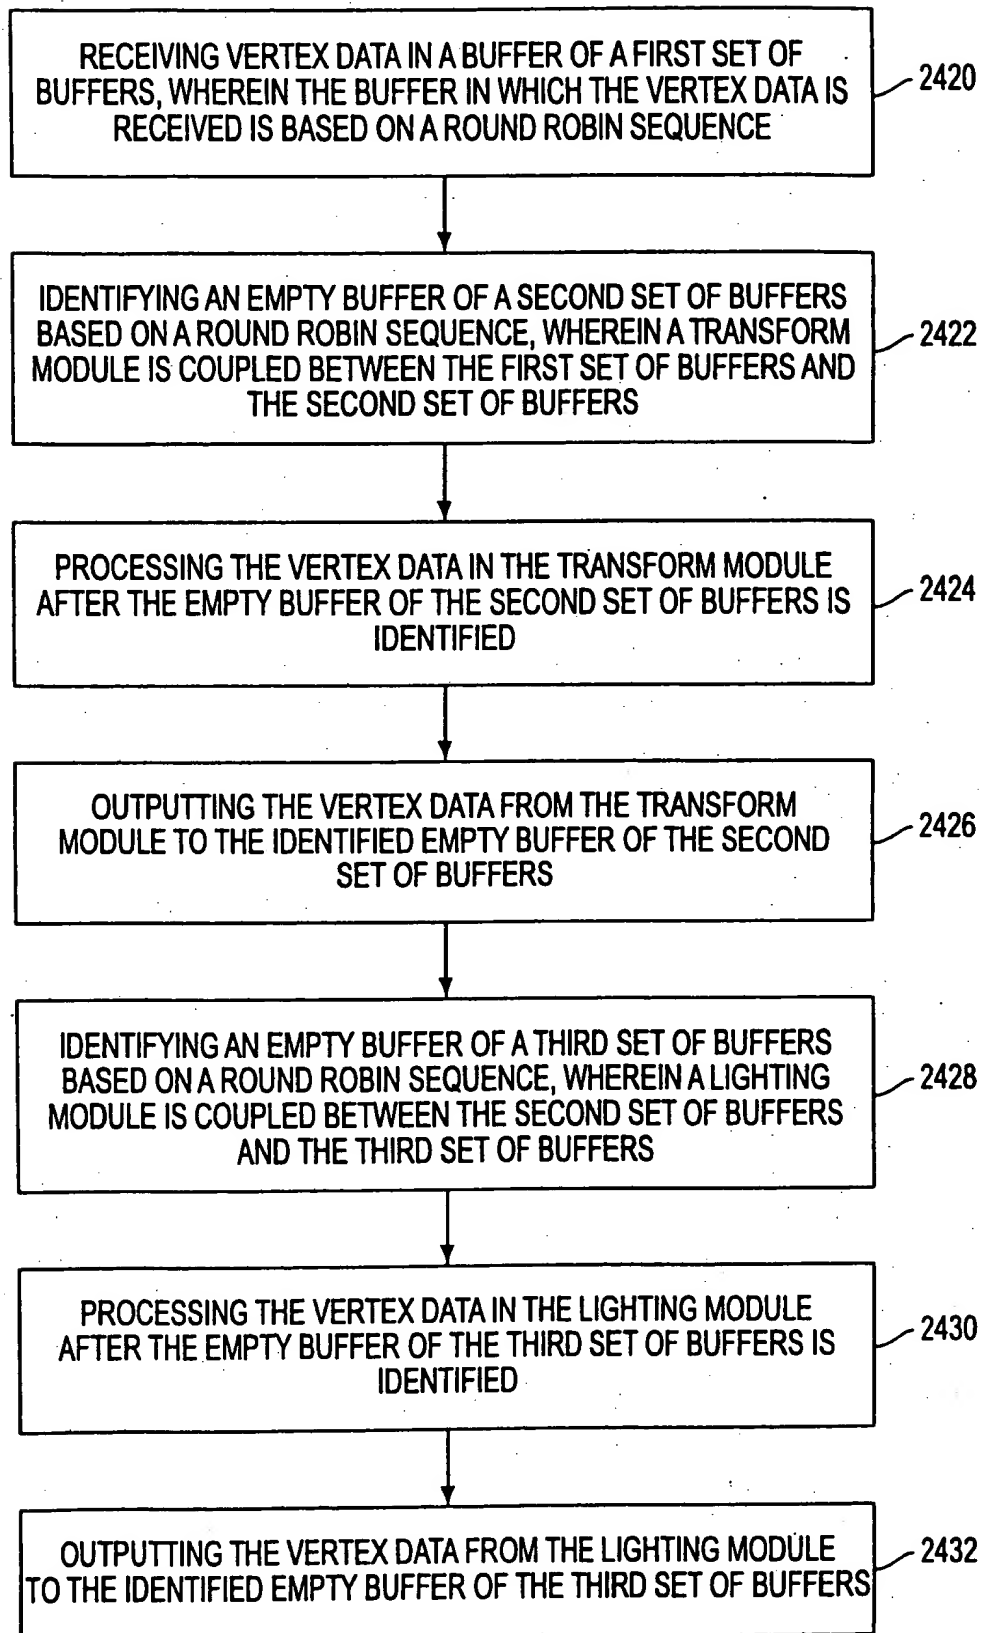 RECEIVING VERTEX DATA IN A BUFFER OF A FIRST SET OF
BUFFERS, WHEREIN THE BUFFER IN WHICH THE VERTEX DATA IS
RECEIVED IS BASED ON A ROUND ROBIN SEQUENCE
2420
IDENTIFYING AN EMPTY BUFFER OF A SECOND SET OF BUFFERS
BASED ON A ROUND ROBIN SEQUENCE, WHEREIN A TRANSFORM
MODULE IS COUPLED BETWEEN THE FIRST SET OF BUFFERS AND
THE SECOND SET OF BUFFERS
2422
PROCESSING THE VERTEX DATA IN THE TRANSFORM MODULE
AFTER THE EMPTY BUFFER OF THE SECOND SET OF BUFFERS IS
IDENTIFIED
2424
OUTPUTTING THE VERTEX DATA FROM THE TRANSFORM
MODULE TO THE IDENTIFIED EMPTY BUFFER OF THE SECOND
SET OF BUFFERS
2426
IDENTIFYING AN EMPTY BUFFER OF A THIRD SET OF BUFFERS
BASED ON A ROUND ROBIN SEQUENCE, WHEREIN A LIGHTING
MODULE IS COUPLED BETWEEN THE SECOND SET OF BUFFERS
AND THE THIRD SET OF BUFFERS
2428
PROCESSING THE VERTEX DATA IN THE LIGHTING MODULE
AFTER THE EMPTY BUFFER OF THE THIRD SET OF BUFFERS IS
IDENTIFIED
2430
OUTPUTTING THE VERTEX DATA FROM THE LIGHTING MODULE
TO THE IDENTIFIED EMPTY BUFFER OF THE THIRD SET OF BUFFERS
2432